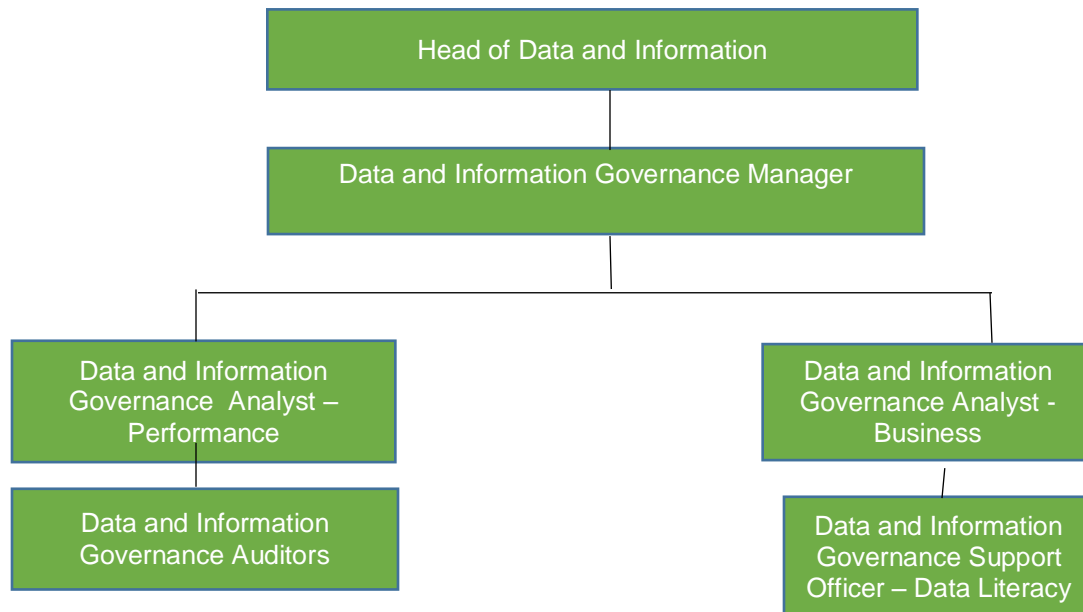 Head of Data and Information
Data and Information Governance Manager
Data and Information
Governance  Analyst –
Performance
Data and Information
Governance Analyst -
Business
Data and Information
Governance Auditors
Data and Information
Governance Support
Officer – Data Literacy